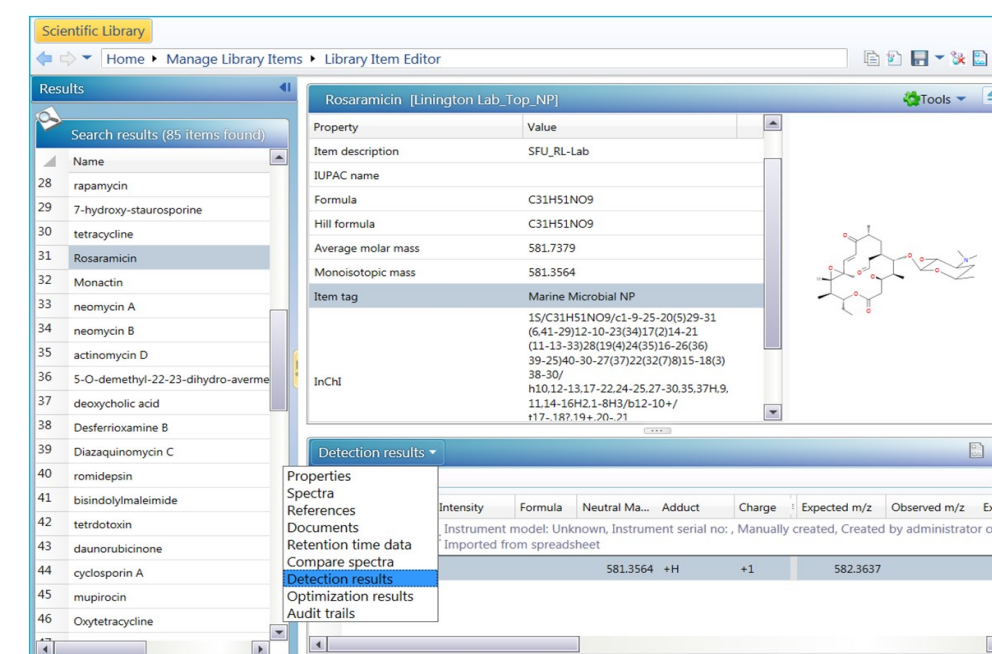 Scientific Library
Home ▸ Manage Library Items ▸ Library Item Editor
Results
Search results (85 items found)
Name
28 rapamycin
29 7-hydroxy-staurosporine
30 tetracycline
31 Rosaramicin
32 Monactin
33 neomycin A
34 neomycin B
35 actinomycin D
36 5-O-demethyl-22-23-dihydro-averme
37 deoxycholic acid
38 Desferrioxamine B
39 Diazaquinomycin C
40 romidepsin
41 bisindolylmaleimide
42 tetrdotoxin
43 daunorubicinone
44 cyclosporin A
45 mupirocin
46 Oxytetracycline
Rosaramicin [Linington Lab_Top_NP]
Tools
Property Value
Item description SFU_RL-Lab
IUPAC name
Formula C31H51NO9
Hill formula C31H51NO9
Average molar mass 581.7379
Monoisotopic mass 581.3564
Item tag Marine Microbial NP
InChI
1S/C31H51NO9/c1-9-25-20(5)29-31
(6,41-29)12-10-23(34)17(2)14-21
(11-13-33)28(19(4)24(35)16-26(36)
39-25)40-30-27(37)22(32(7)8)15-18(3)
38-30/
h10,12-13,17-22,24-25,27-30,35,37H,9,
11,14-16H2,1-8H3/b12-10+/
t17-,18?,19+,20-,21
Detection results
Properties
Spectra
References
Documents
Retention time data
Compare spectra
Detection results
Optimization results
Audit trails
Intensity Formula Neutral Ma... Adduct Charge Expected m/z Observed m/z Ex
Instrument model: Unknown, Instrument serial no: , Manually created, Created by administrator o
Imported from spreadsheet
581.3564 +H +1 582.3637